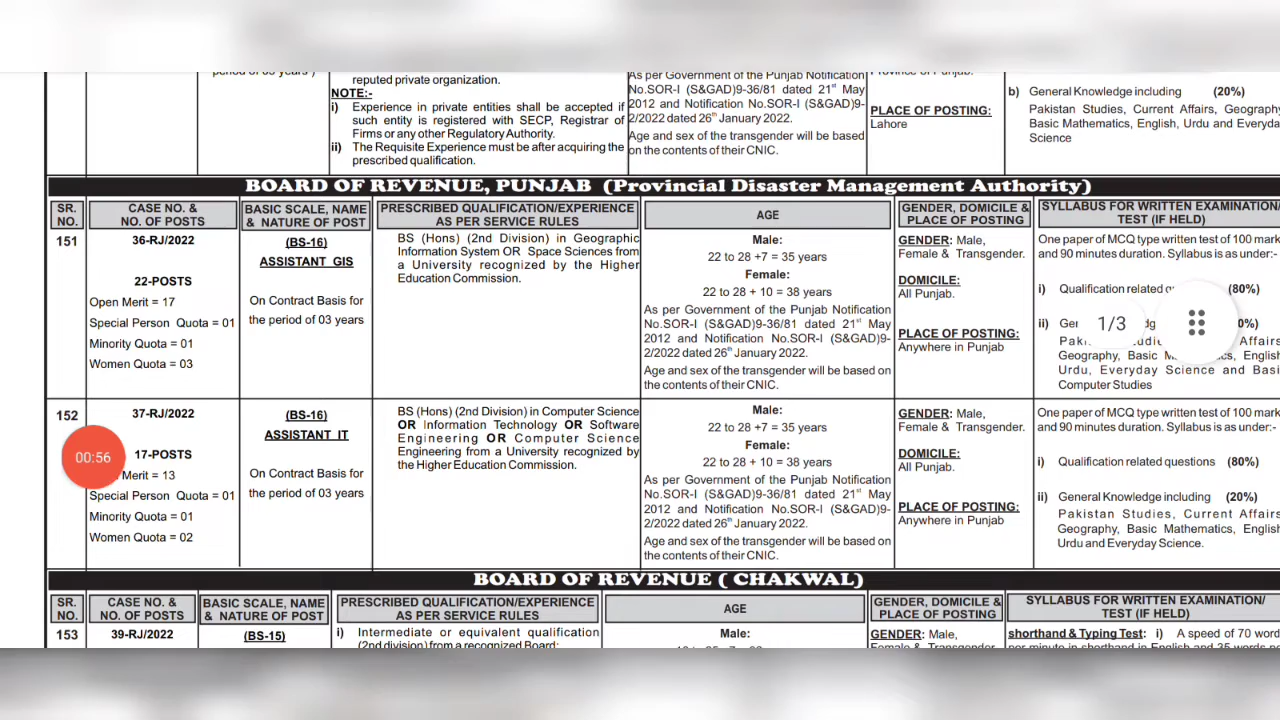 period of 03 years )
reputed private organization.
NOTE:-
i) Experience in private entities shall be accepted if
such entity is registered with SECP, Registrar of
Firms or any other Regulatory Authority.
ii) The Requisite Experience must be after acquiring the
prescribed qualification.
As per Government of the Punjab Notification
No.SOR-I (S&GAD)9-36/81 dated 21st May
2012 and Notification No.SOR-I (S&GAD)9-
2/2022 dated 26th January 2022.
Age and sex of the transgender will be based
on the contents of their CNIC.
Province of Punjab.
PLACE OF POSTING:
Lahore
b) General Knowledge including (20%)
Pakistan Studies, Current Affairs, Geography
Basic Mathematics, English, Urdu and Everyda
Science
BOARD OF REVENUE, PUNJAB (Provincial Disaster Management Authority)
SR.
NO.
CASE NO. &
NO. OF POSTS
BASIC SCALE, NAME
& NATURE OF POST
PRESCRIBED QUALIFICATION/EXPERIENCE
AS PER SERVICE RULES
AGE
GENDER, DOMICILE &
PLACE OF POSTING
SYLLABUS FOR WRITTEN EXAMINATION/
TEST (IF HELD)
151
36-RJ/2022
22-POSTS
Open Merit = 17
Special Person Quota = 01
Minority Quota = 01
Women Quota = 03
(BS-16)
ASSISTANT GIS
On Contract Basis for
the period of 03 years
BS (Hons) (2nd Division) in Geographic
Information System OR Space Sciences from
a University recognized by the Higher
Education Commission.
Male:
22 to 28 +7 = 35 years
Female:
22 to 28 + 10 = 38 years
As per Government of the Punjab Notification
No.SOR-I (S&GAD)9-36/81 dated 21st May
2012 and Notification No.SOR-I (S&GAD)9-
2/2022 dated 26th January 2022.
Age and sex of the transgender will be based on
the contents of their CNIC.
GENDER: Male,
Female & Transgender.
DOMICILE:
All Punjab.
PLACE OF POSTING:
Anywhere in Punjab
One paper of MCQ type written test of 100 mark
and 90 minutes duration. Syllabus is as under:-
i) Qualification related (80%)
ii)
Affairs
Geography, Basic English
Urdu, Everyday Science and Basi
Computer Studies
1/3
152
37-RJ/2022
17-POSTS
Merit = 13
Special Person Quota = 01
Minority Quota = 01
Women Quota = 02
00:56
(BS-16)
ASSISTANT IT
On Contract Basis for
the period of 03 years
BS (Hons) (2nd Division) in Computer Science
OR Information Technology OR Software
Engineering OR Computer Science
Engineering from a University recognized by
the Higher Education Commission.
Male:
22 to 28 +7 = 35 years
Female:
22 to 28 + 10 = 38 years
As per Government of the Punjab Notification
No.SOR-I (S&GAD)9-36/81 dated 21st May
2012 and Notification No.SOR-I (S&GAD)9-
2/2022 dated 26th January 2022.
Age and sex of the transgender will be based on
the contents of their CNIC.
GENDER: Male,
Female & Transgender.
DOMICILE:
All Punjab.
PLACE OF POSTING:
Anywhere in Punjab
One paper of MCQ type written test of 100 mark
and 90 minutes duration. Syllabus is as under:-
i) Qualification related questions (80%)
ii) General Knowledge including (20%)
Pakistan Studies, Current Affairs
Geography, Basic Mathematics, English
Urdu and Everyday Science.
BOARD OF REVENUE ( CHAKWAL)
SR.
NO.
CASE NO. &
NO. OF POSTS
BASIC SCALE, NAME
& NATURE OF POST
PRESCRIBED QUALIFICATION/EXPERIENCE
AS PER SERVICE RULES
AGE
GENDER, DOMICILE &
PLACE OF POSTING
SYLLABUS FOR WRITTEN EXAMINATION/
TEST (IF HELD)
153
39-RJ/2022
(BS-15)
i) Intermediate or equivalent qualification
(2nd division) from a recognized Board;
Male:
GENDER: Male,
Female & Transgender
shorthand & Typing Test: i) A speed of 70 word
per minute in shorthand in English and 35 words pe